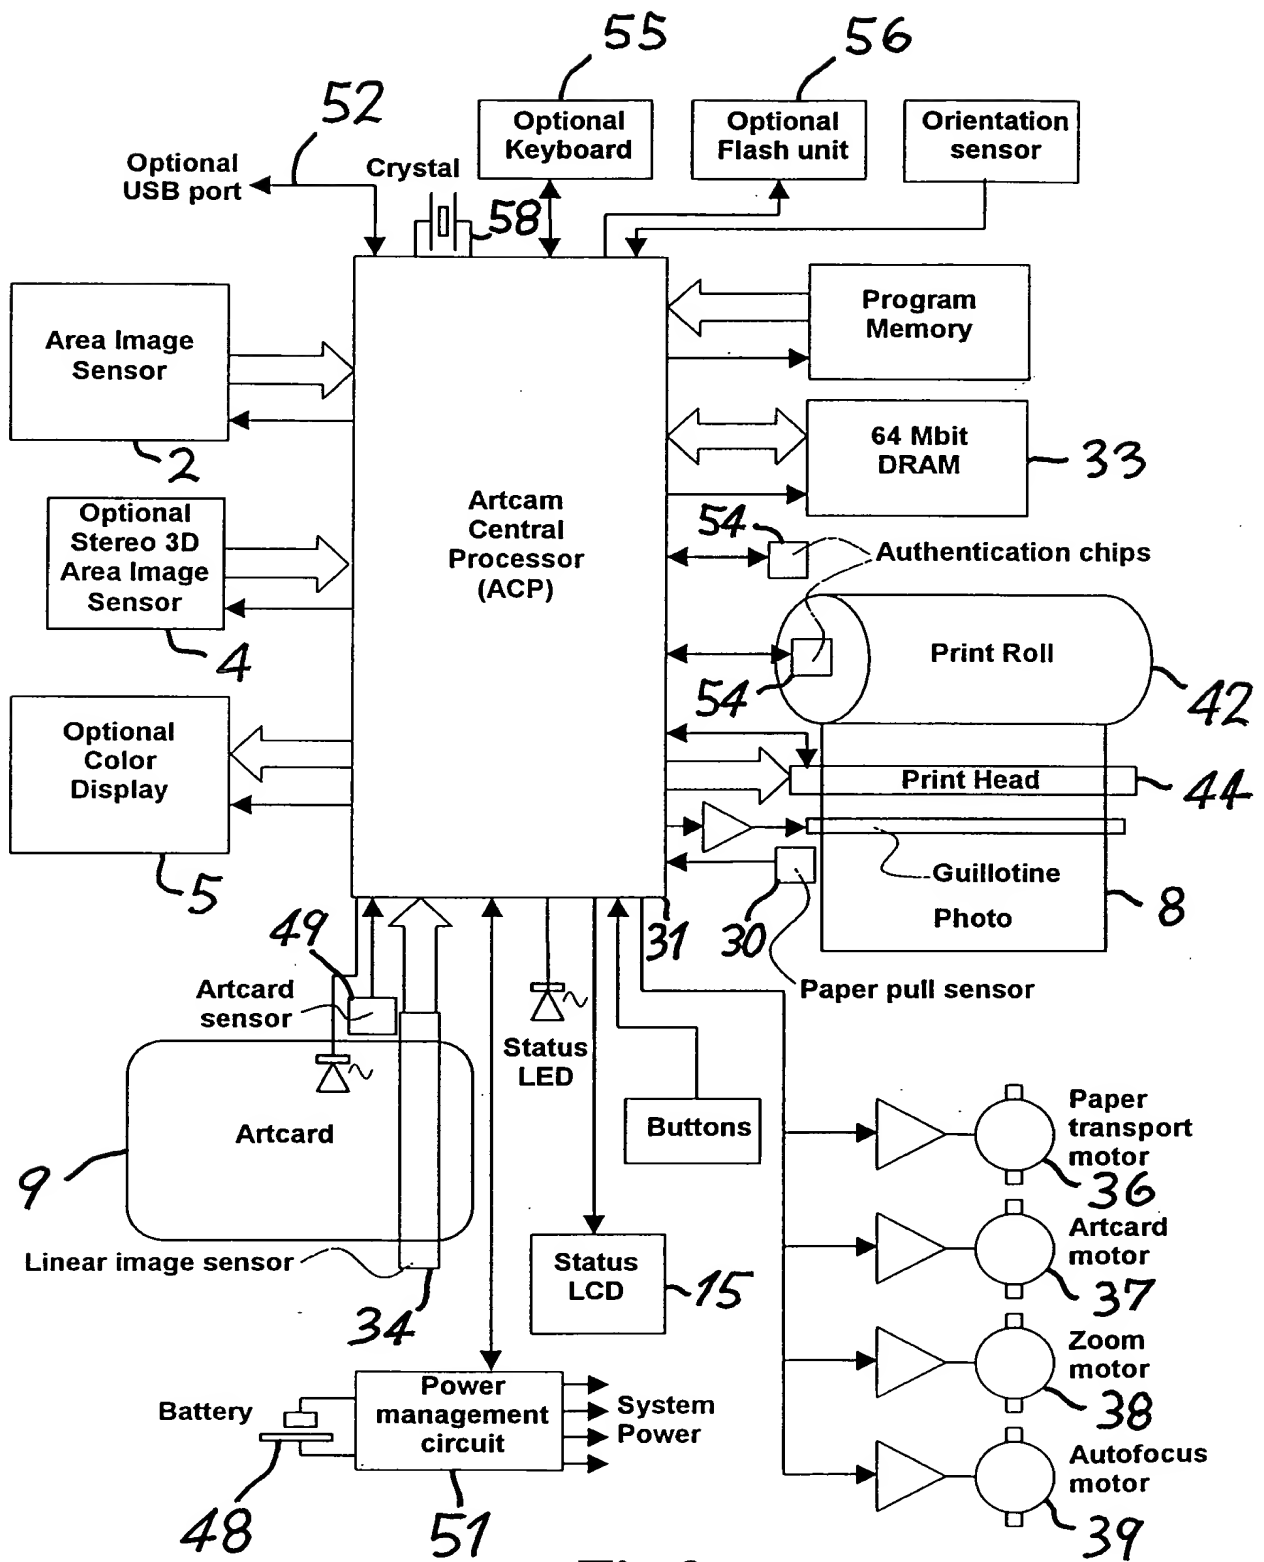 55
56
52
Optional
Keyboard
Optional
Flash unit
Orientation
sensor
Optional
USB port
Crystal
58
Area Image
Sensor
2
Program
Memory
64 Mbit
DRAM
33
Optional
Stereo 3D
Area Image
Sensor
4
Artcam
Central
Processor
(ACP)
54
Authentication chips
Print Roll
54
42
Optional
Color
Display
5
Print Head
44
Guillotine
Photo
8
30
31
Paper pull sensor
49
Artcard
sensor
Status
LED
Buttons
Artcard
9
Linear image sensor
34
Status
LCD
15
Paper
transport
motor
36
Artcard
motor
37
Zoom
motor
38
Autofocus
motor
39
Battery
48
Power
management
circuit
51
System
Power